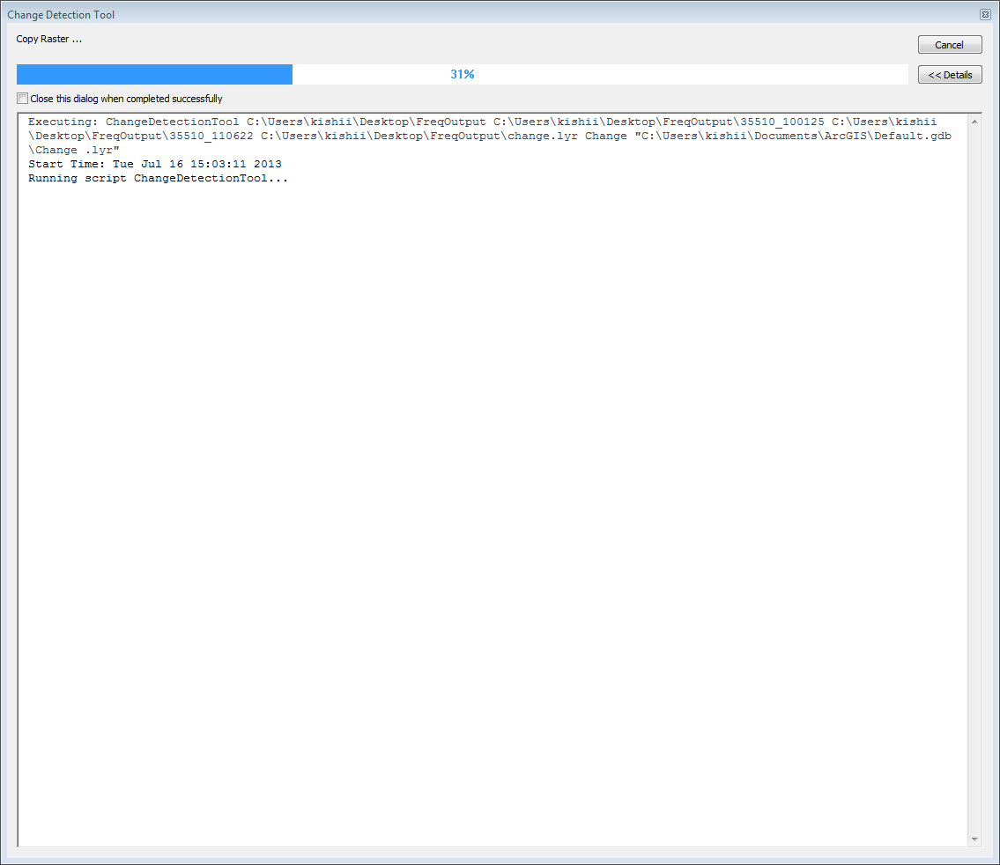 Change Detection Tool
Copy Raster ...
Cancel
31%
<< Details
Close this dialog when completed successfully
Executing: ChangeDetectionTool C:\Users\kishii\Desktop\FreqOutput C:\Users\kishii\Desktop\FreqOutput\35510_100125 C:\Users\kishii
\Desktop\FreqOutput\35510_110622 C:\Users\kishii\Desktop\FreqOutput\change.lyr Change "C:\Users\kishii\Documents\ArcGIS\Default.gdb
\Change .lyr"
Start Time: Tue Jul 16 15:03:11 2013
Running script ChangeDetectionTool...